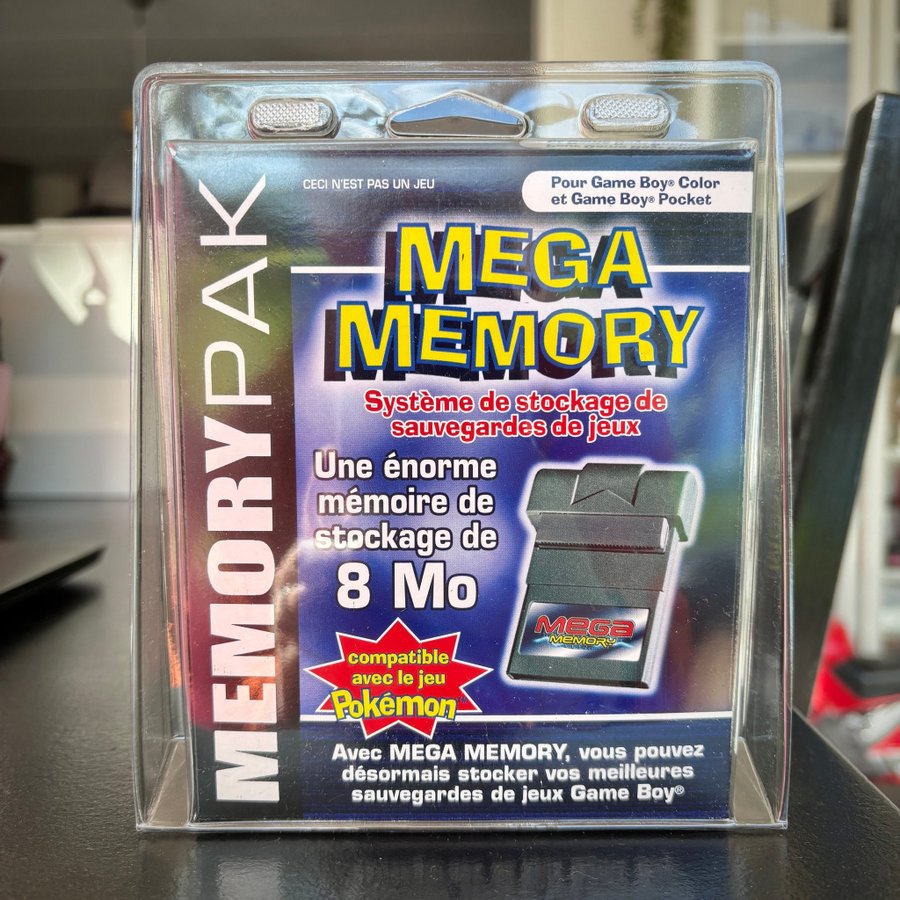 CECI N'EST PAS UN JEU
Pour Game Boy® Color
et Game Boy® Pocket
MEMORYPAK
MEGA
MEMORY
Système de stockage de
sauvegardes de jeux
Une énorme
mémoire de
stockage de
8 Mo
MEGA
MEMORY
compatible
avec le jeu
Pokémon
Avec MEGA MEMORY, vous pouvez
désormais stocker vos meilleures
sauvegardes de jeux Game Boy®